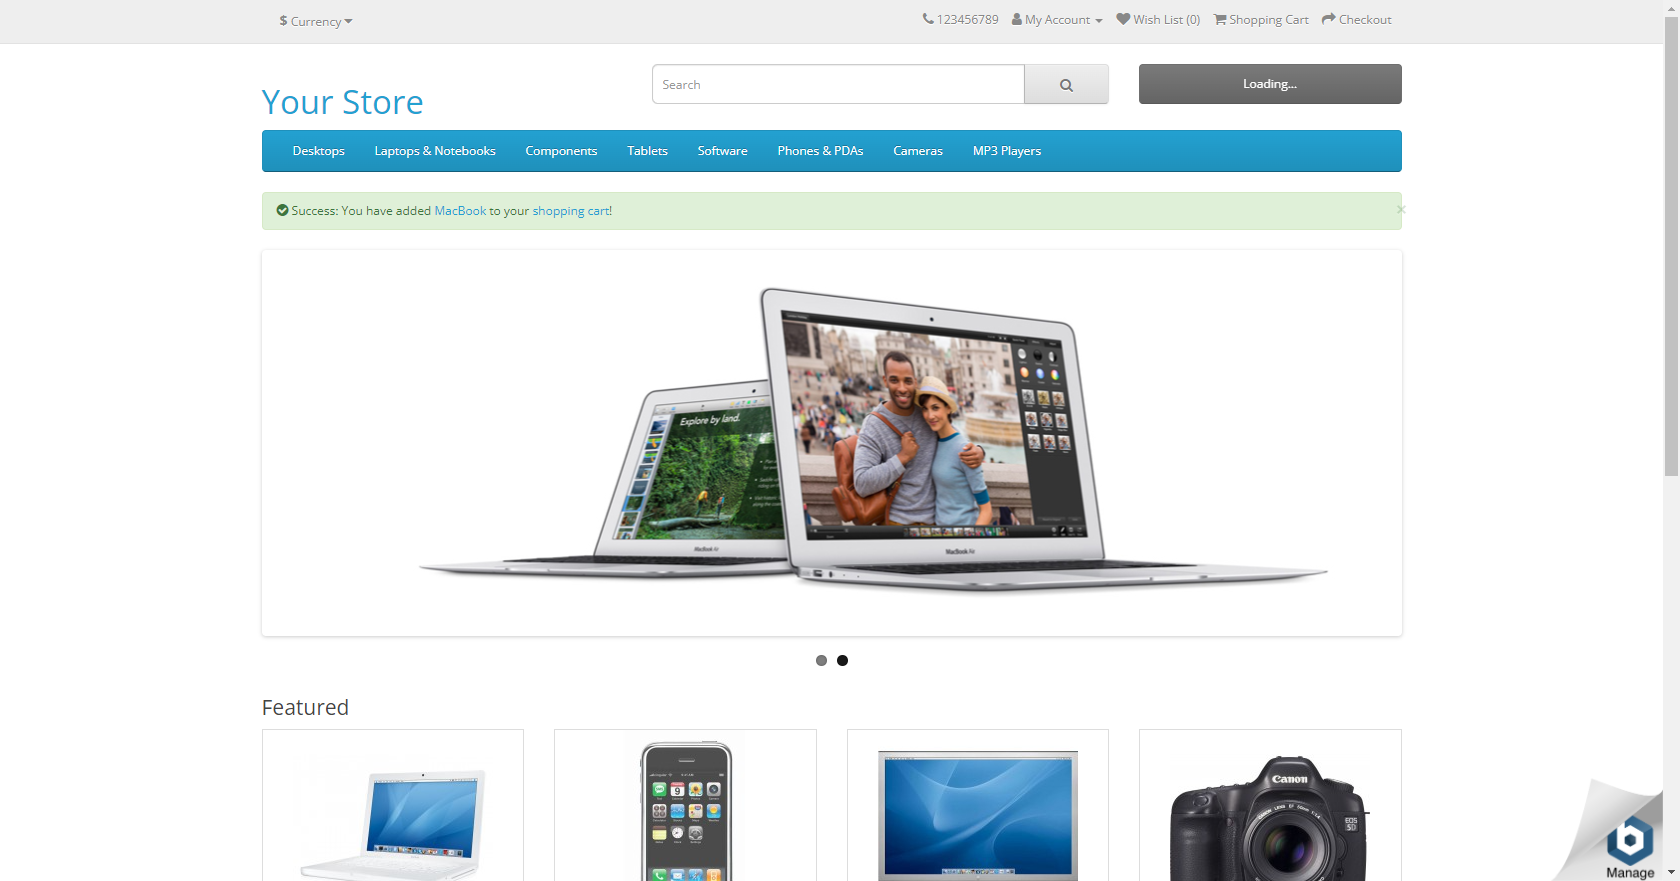 $ Currency
123456789 My Account Wish List (0) Shopping Cart Checkout
Your Store
Search
Loading...
Desktops Laptops & Notebooks Components Tablets Software Phones & PDAs Cameras MP3 Players
Success: You have added MacBook to your shopping cart!
×
Explore by land.
MacBook Air
MacBook Air
Featured
Canon
EOS
5D
b
Manage